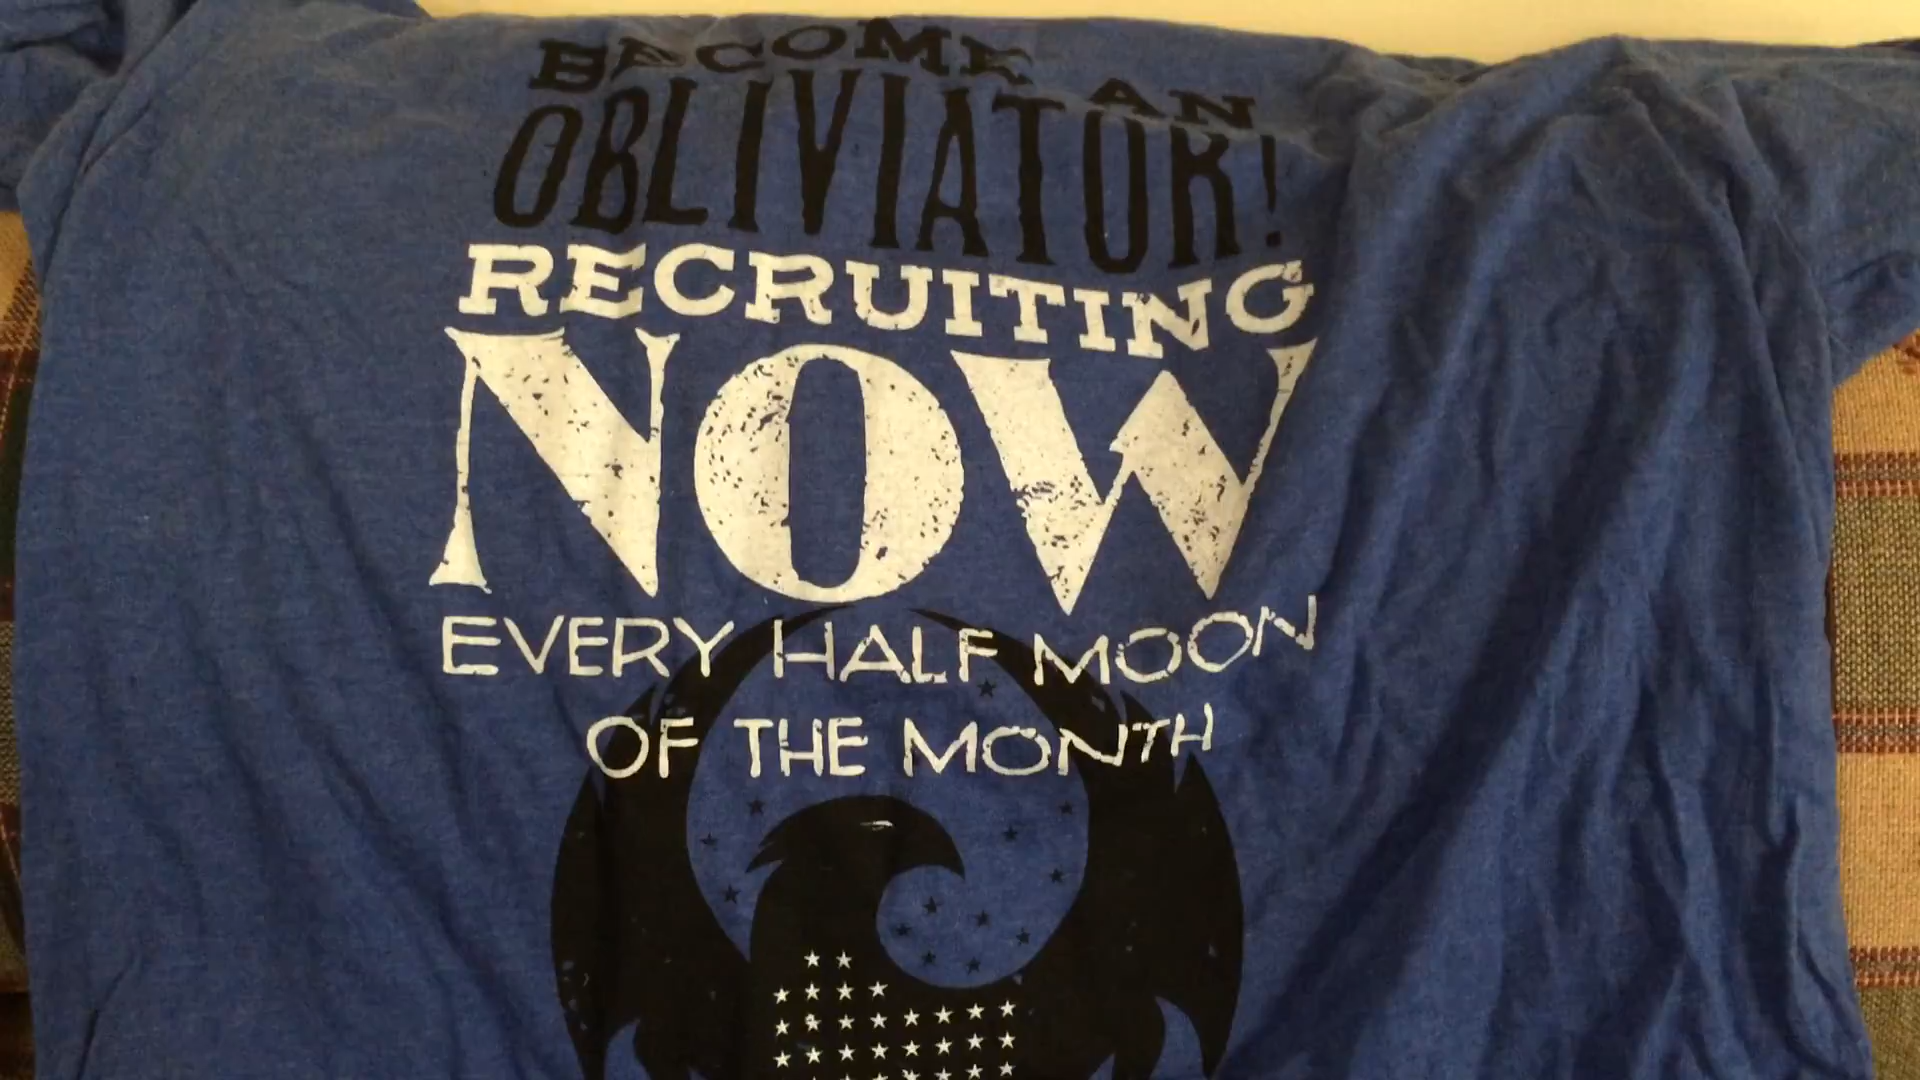 BECOME AN
OBLIVIATOR!
RECRUITING
NOW
EVERY HALF MOON
OF THE MONTH